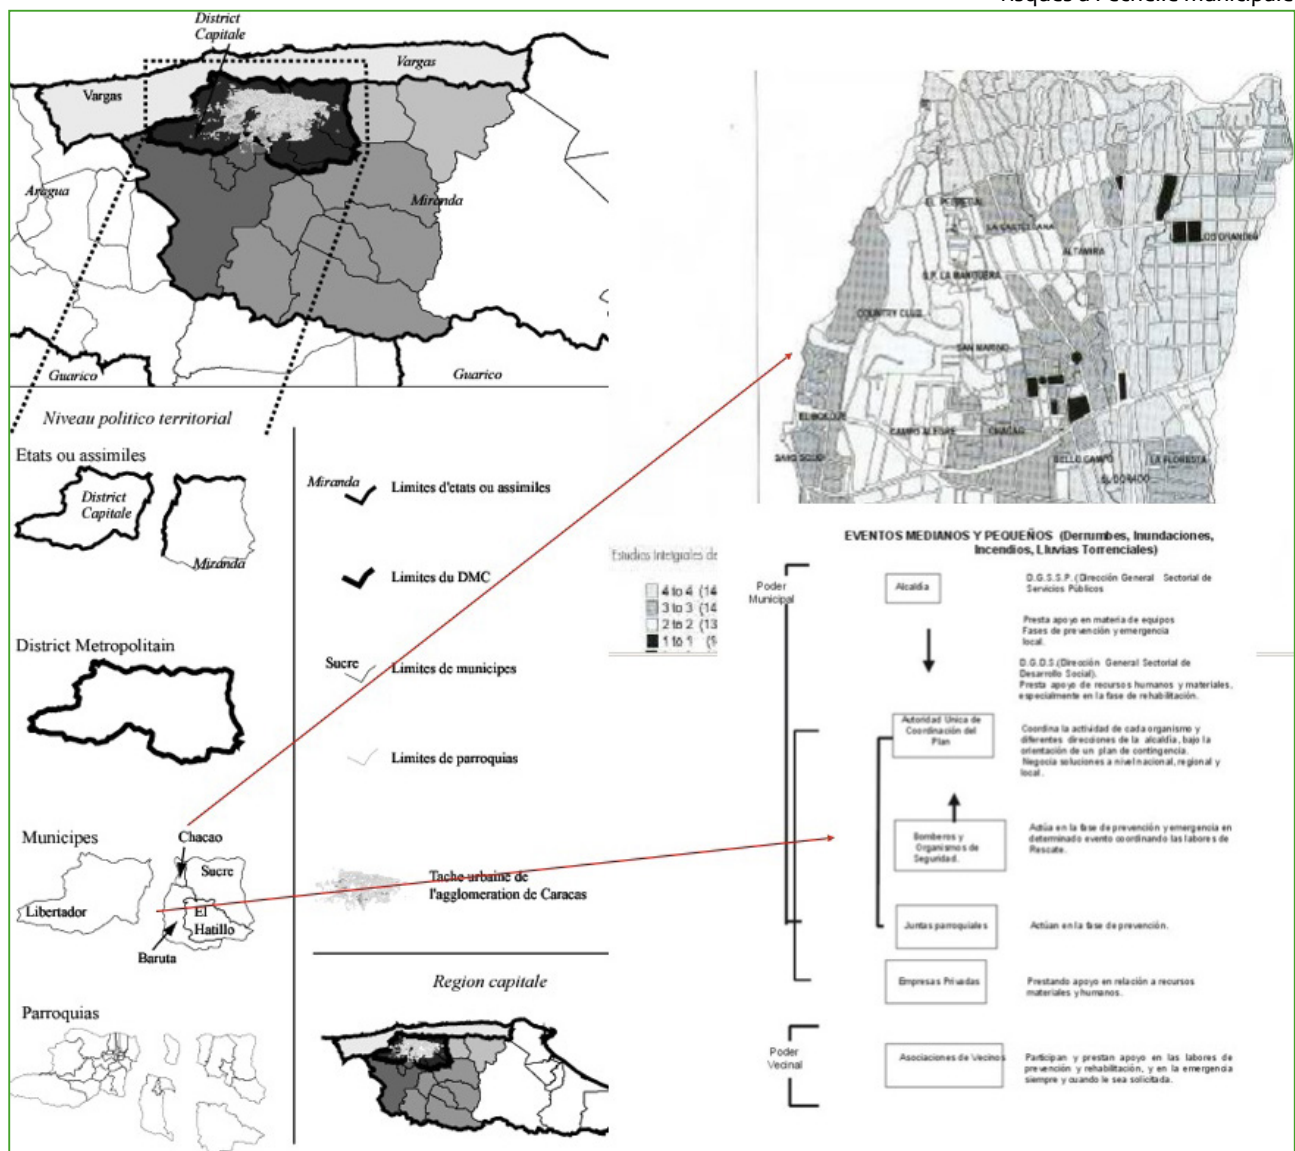 District
Capitale
Vargas
Vargas
Aragua
Miranda
Guarico
Guarico
Niveau politico territorial
Etats ou assimiles
District
Capitale
Miranda
District Metropolitain
Municipes
Chacao
Sucre
Libertador
El
Hatillo
Baruta
Parroquias
Miranda
Limites d'etats ou assimiles
Limites du DMC
Sucre
Limites de municipes
Limites de parroquias
Tache urbaine de
l'agglomeration de Caracas
Region capitale
EL PEDREGAL
LA CASTELLANA
ALTAMIRA
S.P. LA MANGUERA
COUNTRY CLUB
SAN MARINO
EL BOSQUE
CAMPO ALEGRE
CHACAO
BELLO CAMPO
LA FLORESTA
EL DORADO
Estudios Integrales de
4 to 4 (14
3 to 3 (14
2 to 2 (13
1 to 1
EVENTOS MEDIANOS Y PEQUEÑOS (Derrumbes, Inundaciones,
Incendios, Lluvias Torrenciales)
Poder
Municipal
Alcaldía
D.G.S.S.P.(Dirección General Sectorial de
Servicios Públicos
Presta apoyo en materia de equipos
Fases de prevención y emergencia
local.
D.G.D.S.(Dirección General Sectorial de
Desarrollo Social).
Presta apoyo de recursos humanos y materiales,
especialmente en la fase de rehabilitación.
Autoridad Unica de
Coordinación del
Plan
Coordina la actividad de cada organismo y
diferentes direcciones de la alcaldía, bajo la
orientación de un plan de contingencia.
Negocia soluciones a nivel nacional, regional y
local.
Bomberos y
Organismos de
Seguridad.
Actúa en la fase de prevención y emergencia en
determinado evento coordinando las labores de
Rescate.
Juntas parroquiales
Actúan en la fase de prevención.
Empresas Privadas
Prestando apoyo en relación a recursos
materiales y humanos.
Poder
Vecinal
Asociaciones de Vecinos
Participan y prestan apoyo en las labores de
prevención y rehabilitación, y en la emergencia
siempre y cuando le sea solicitada.